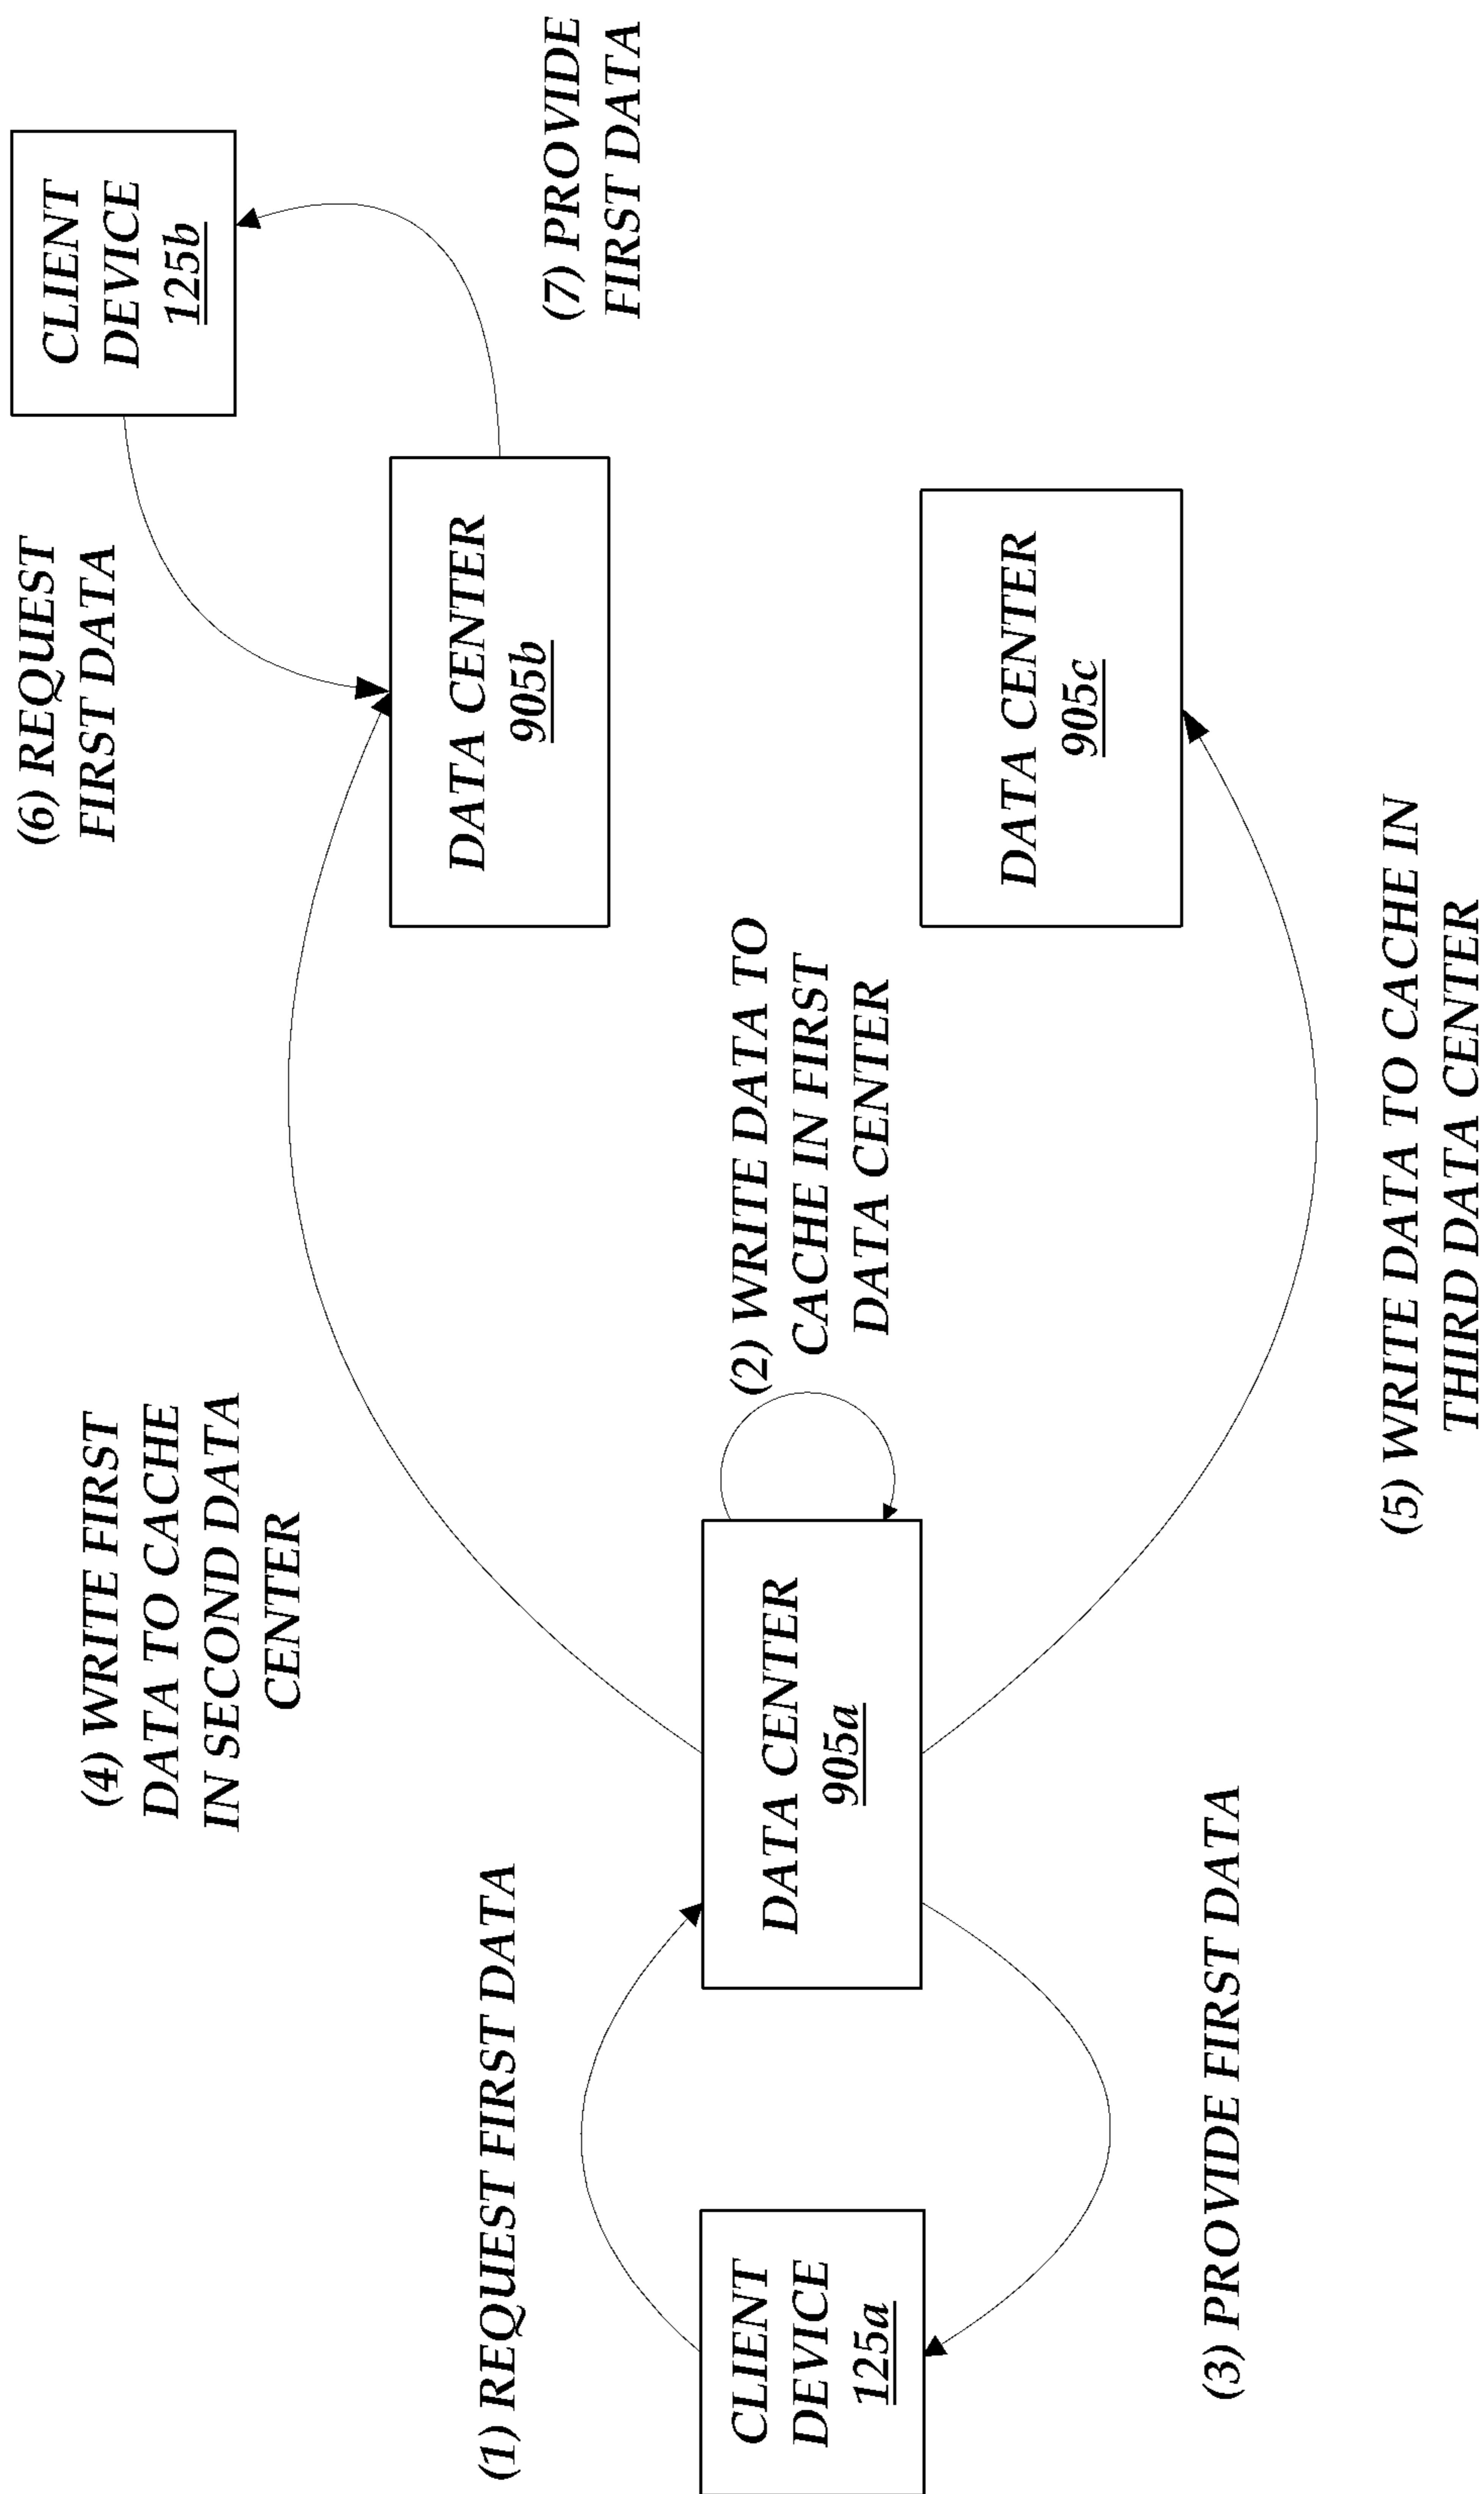 (1) REQUEST FIRST DATA
CLIENT
DEVICE
125a
(3) PROVIDE FIRST DATA
(4) WRITE FIRST
DATA TO CACHE
IN SECOND DATA
CENTER
DATA CENTER
905a
(2) WRITE DATA TO
CACHE IN FIRST
DATA CENTER
(5) WRITE DATA TO CACHE IN
THIRD DATA CENTER
(6) REQUEST
FIRST DATA
DATA CENTER
905b
DATA CENTER
905c
CLIENT
DEVICE
125b
(7) PROVIDE
FIRST DATA